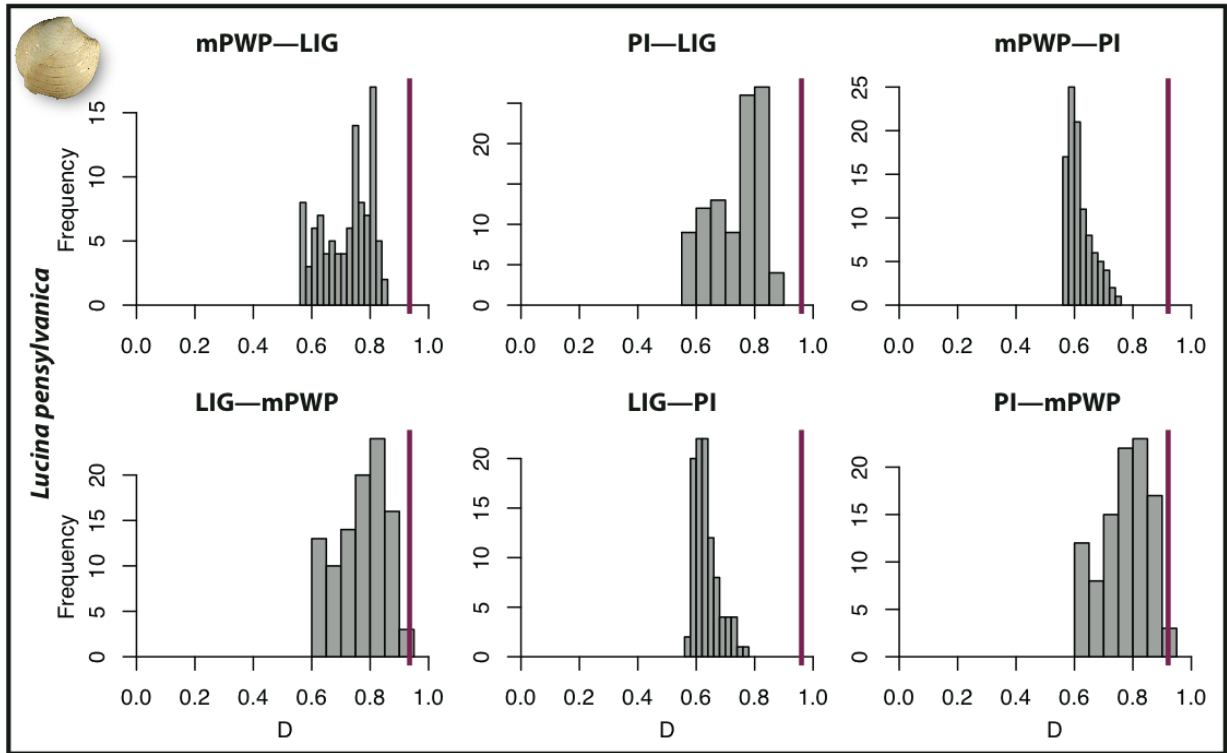 mPWP—LIG
PI—LIG
mPWP—PI
Lucina pensylvanica
Frequency
0 5 10 15
0.0 0.2 0.4 0.6 0.8 1.0
0 5 10 20
0.0 0.2 0.4 0.6 0.8 1.0
0 5 10 15 20 25
0.0 0.2 0.4 0.6 0.8 1.0
LIG—mPWP
LIG—PI
PI—mPWP
Frequency
0 5 10 15 20
0.0 0.2 0.4 0.6 0.8 1.0
D
0 5 10 15 20
0.0 0.2 0.4 0.6 0.8 1.0
D
0 5 10 15 20
0.0 0.2 0.4 0.6 0.8 1.0
D